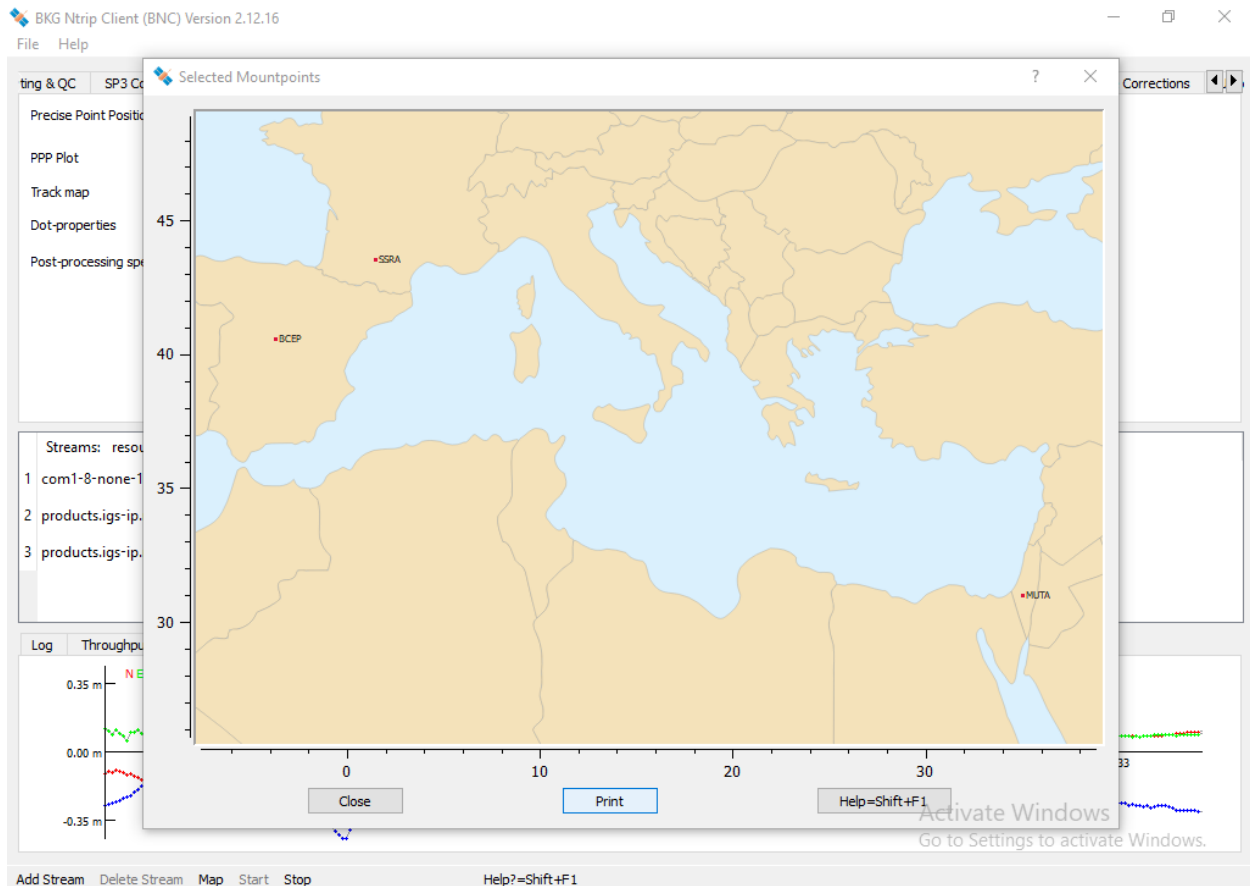 BKG Ntrip Client (BNC) Version 2.12.16
File Help
ting & QC SP3 Co
Corrections
Precise Point Positio
PPP Plot
Track map
Dot-properties
Post-processing spe
Selected Mountpoints ?
45
40
35
30
SSRA
BCEP
MUTA
0 10 20 30
Close Print Help=Shift+F1
Streams: resou
1 com1-8-none-1
2 products.igs-ip.
3 products.igs-ip.
Log Throughpu
N E
0.35 m
0.00 m
-0.35 m
33
Activate Windows
Go to Settings to activate Windows.
Add Stream Delete Stream Map Start Stop Help?=Shift+F1